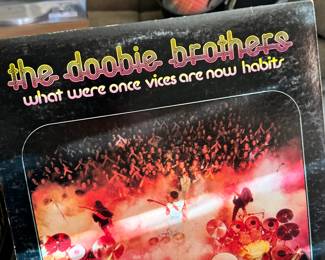 the doobie brothers
what were once vices are now habits